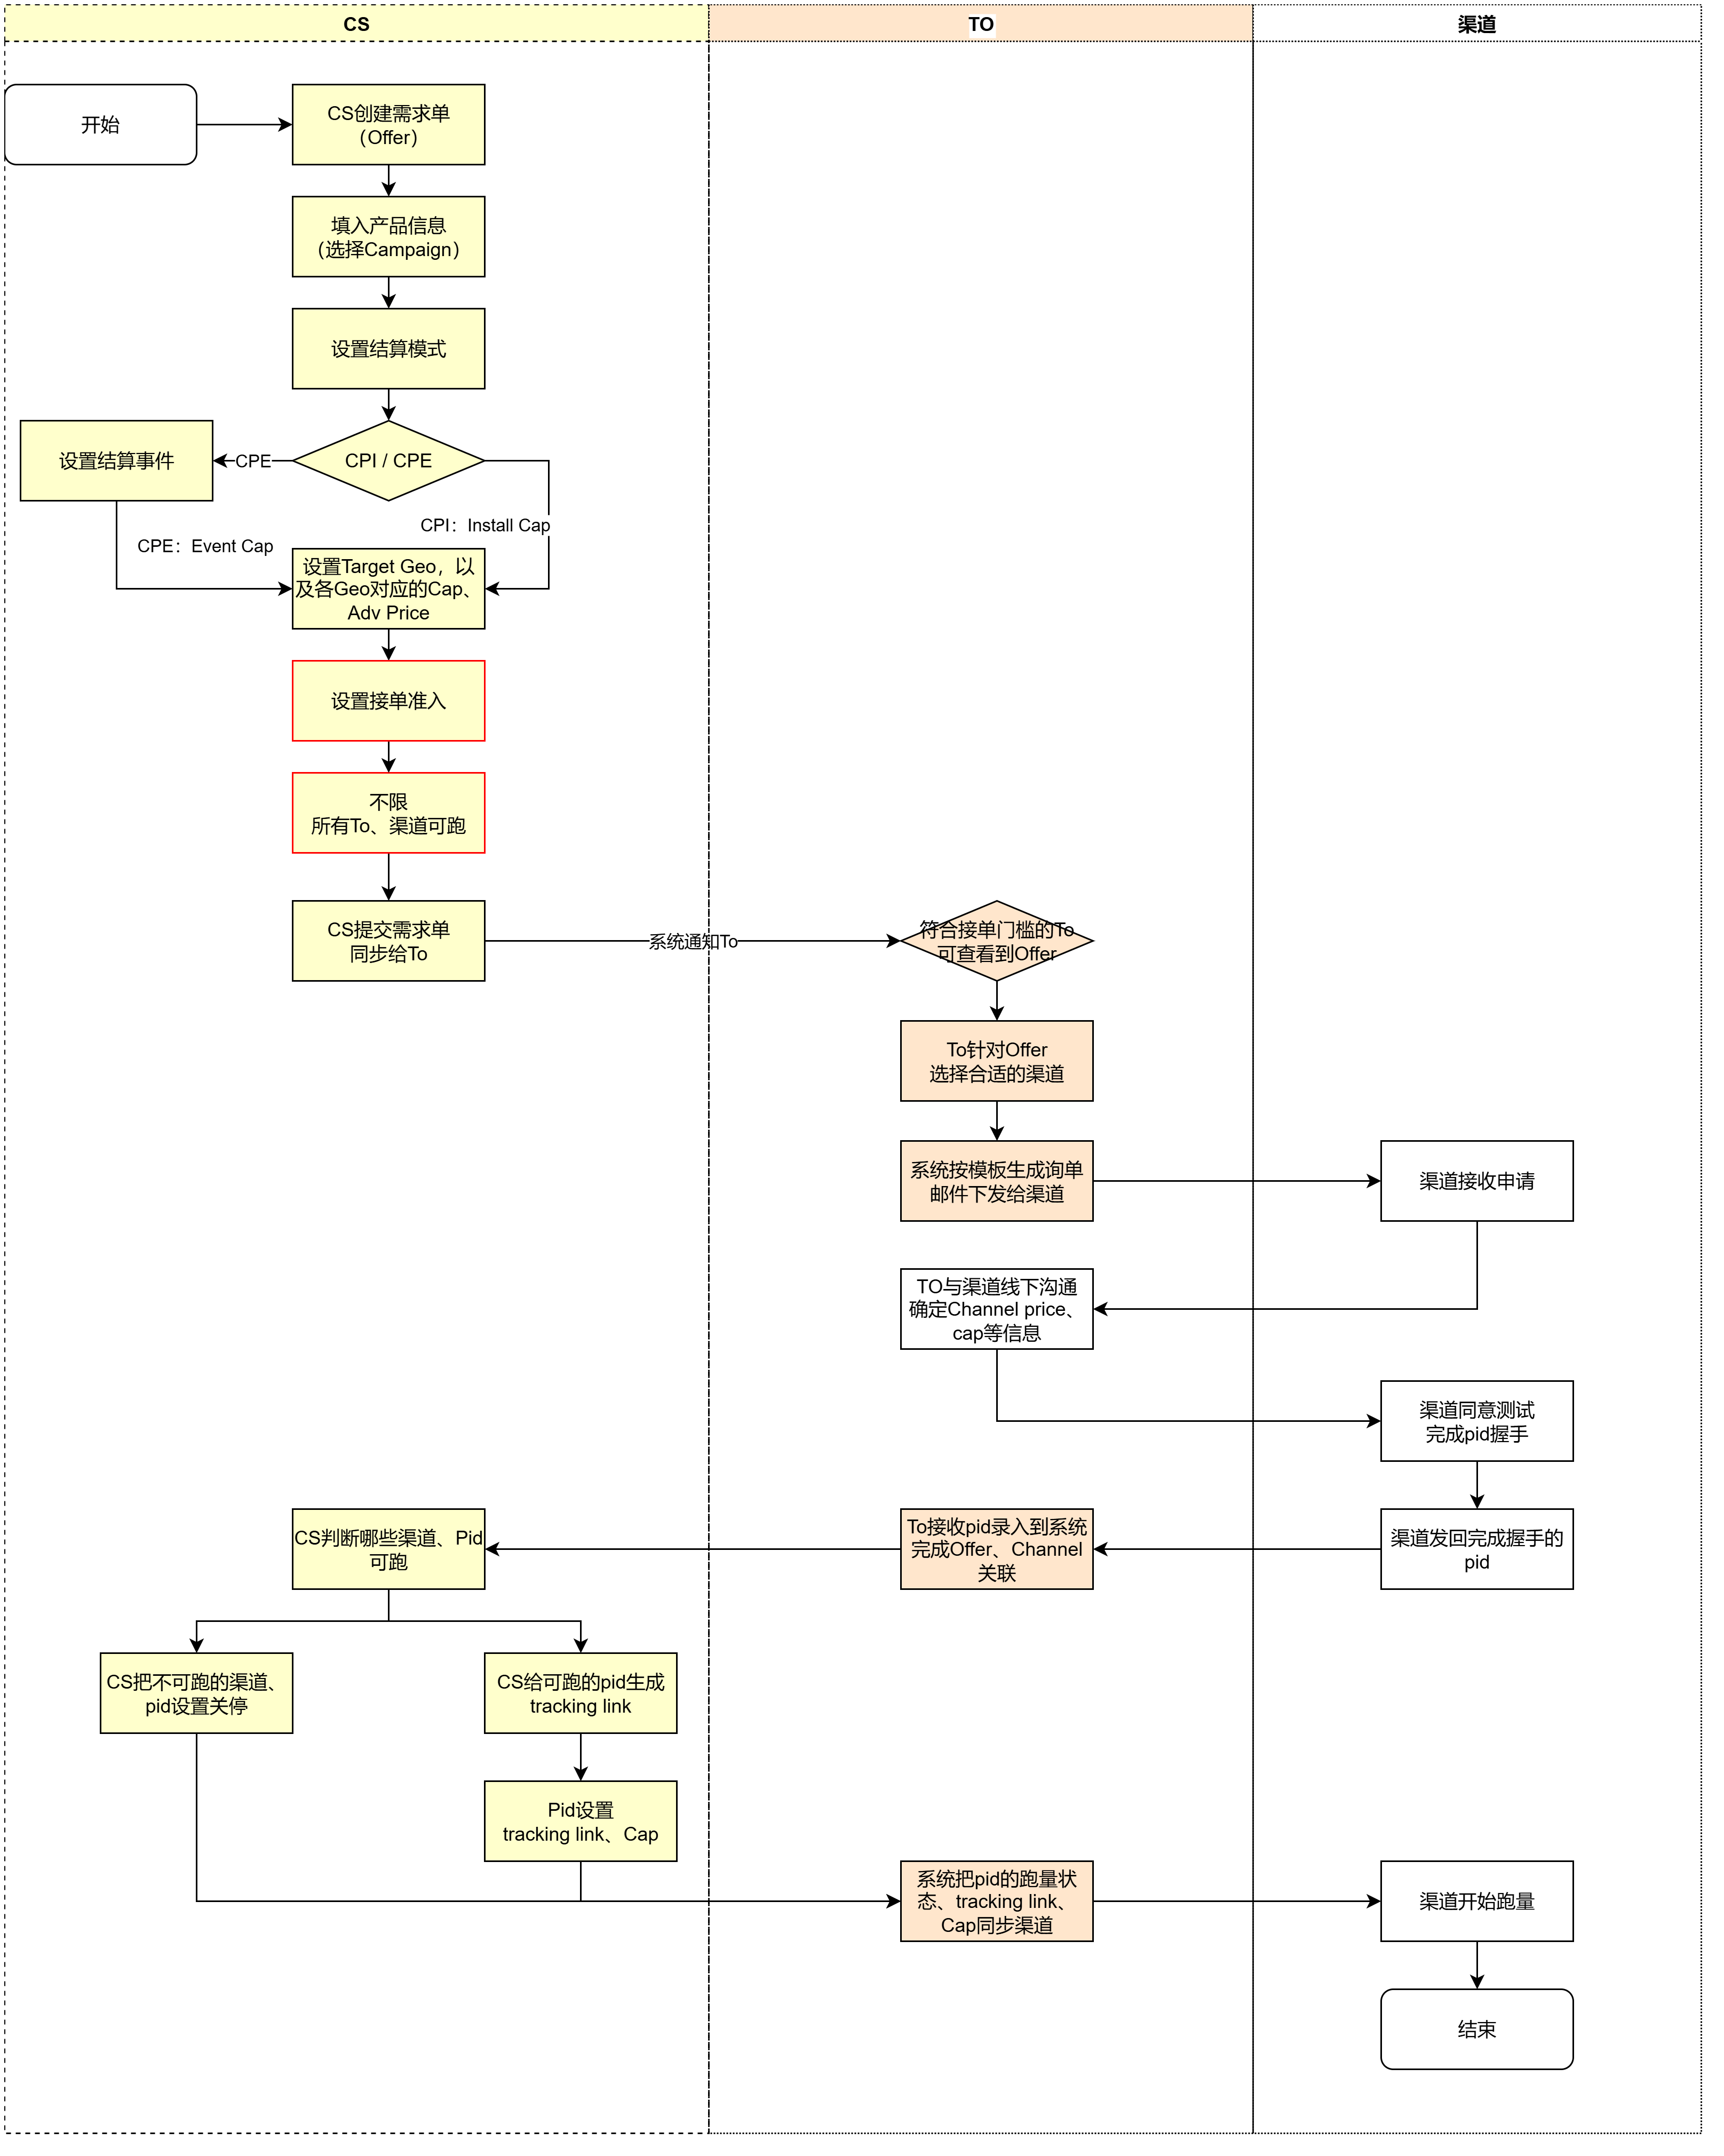 CS
TO
渠道
开始
CS创建需求单
（Offer）
填入产品信息
（选择Campaign）
设置结算模式
设置结算事件
CPE
CPI / CPE
CPI：Install Cap
CPE：Event Cap
设置Target Geo，以
及各Geo对应的Cap、
Adv Price
设置接单准入
不限
所有To、渠道可跑
CS提交需求单
同步给To
系统通知To
符合接单门槛的To
可查看到Offer
To针对Offer
选择合适的渠道
系统按模板生成询单
邮件下发给渠道
渠道接收申请
TO与渠道线下沟通
确定Channel price、
cap等信息
渠道同意测试
完成pid握手
CS判断哪些渠道、Pid
可跑
To接收pid录入到系统
完成Offer、Channel
关联
渠道发回完成握手的
pid
CS把不可跑的渠道、
pid设置关停
CS给可跑的pid生成
tracking link
Pid设置
tracking link、Cap
系统把pid的跑量状
态、tracking link、
Cap同步渠道
渠道开始跑量
结束